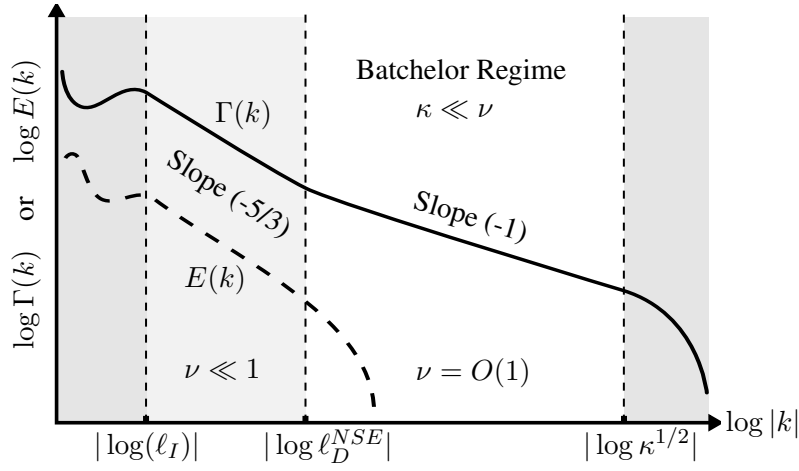 log Γ(k) or log E(k)
Batchelor Regime
κ ≪ ν
Γ(k)
Slope (-5/3)
Slope (-1)
E(k)
ν ≪ 1
ν = O(1)
log |k|
| log(ℓ_I)|
| log ℓ_D^{NSE}|
| log κ^{1/2}|